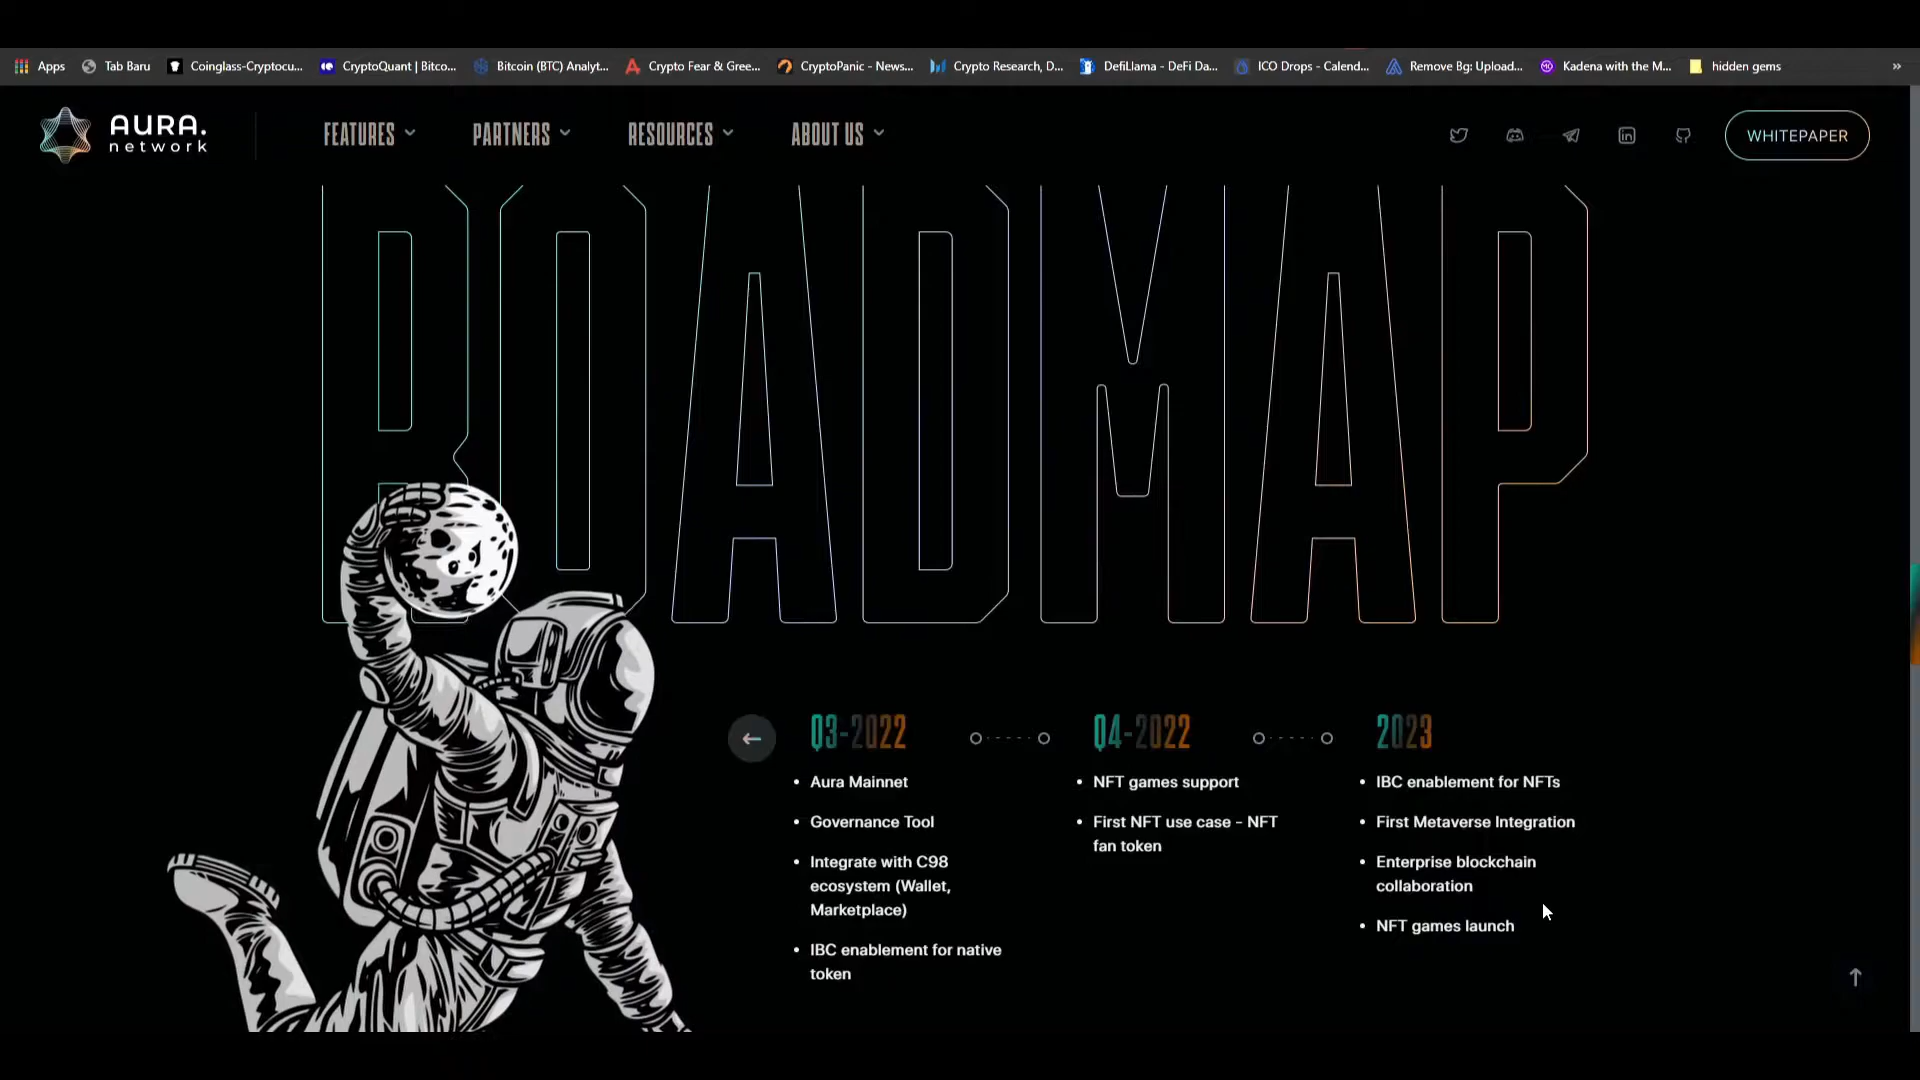 Apps Tab Baru Coinglass-Cryptocu... CryptoQuant | Bitco... Bitcoin (BTC) Analyt... Crypto Fear & Gree... CryptoPanic - News... Crypto Research, D... DefiLlama - DeFi Da... ICO Drops - Calend... Remove Bg: Upload... Kadena with the M... hidden gems »
AURA.
network
FEATURES PARTNERS RESOURCES ABOUT US WHITEPAPER
ROADMAP
Q3-2022
• Aura Mainnet
• Governance Tool
• Integrate with C98
ecosystem (Wallet,
Marketplace)
• IBC enablement for native
token
Q4-2022
• NFT games support
• First NFT use case - NFT
fan token
2023
• IBC enablement for NFTs
• First Metaverse Integration
• Enterprise blockchain
collaboration
• NFT games launch